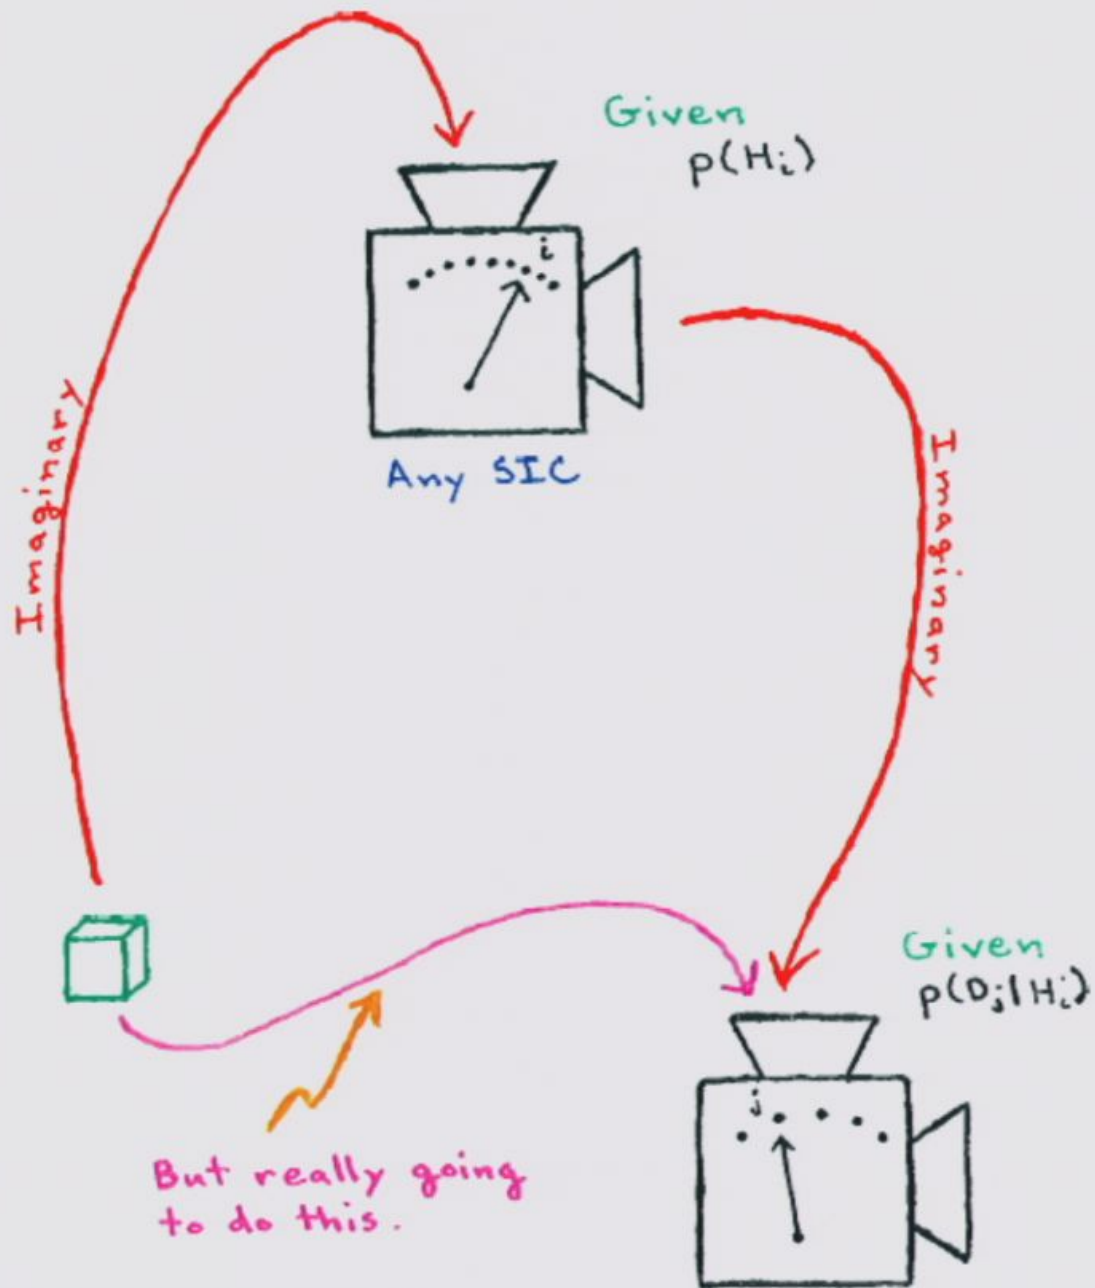 Given
p(Hᵢ)
i
Any SIC
Imaginary
Imaginary
Given
p(Dⱼ|Hᵢ)
j
But really going
to do this.